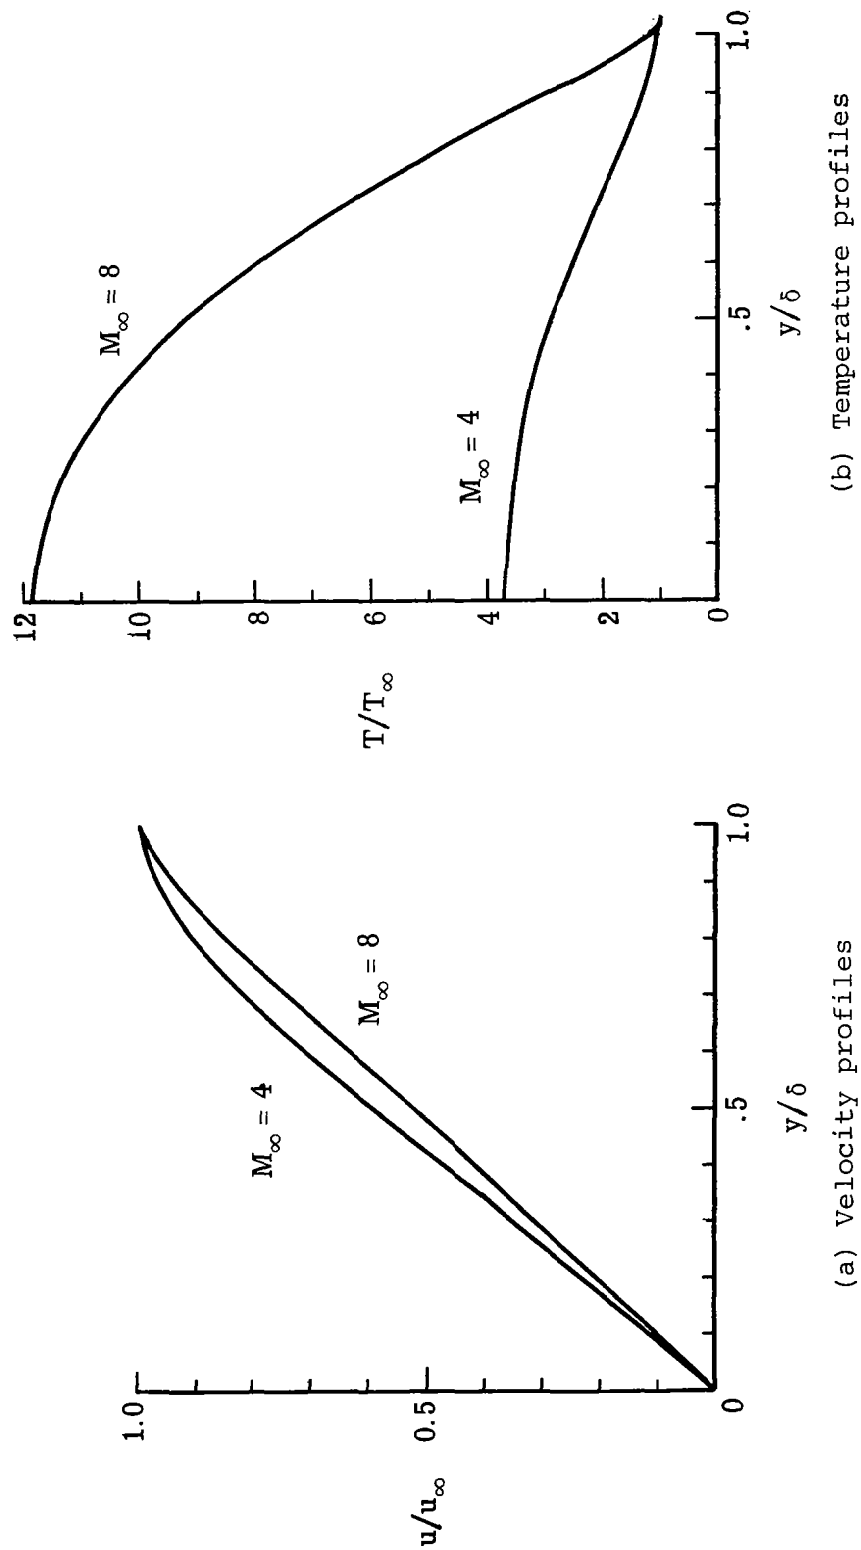 u/u∞
1.0
0.5
0
.5
1.0
y/δ
M∞ = 4
M∞ = 8
(a) Velocity profiles
T/T∞
12
10
8
6
4
2
0
.5
1.0
y/δ
M∞ = 8
M∞ = 4
(b) Temperature profiles